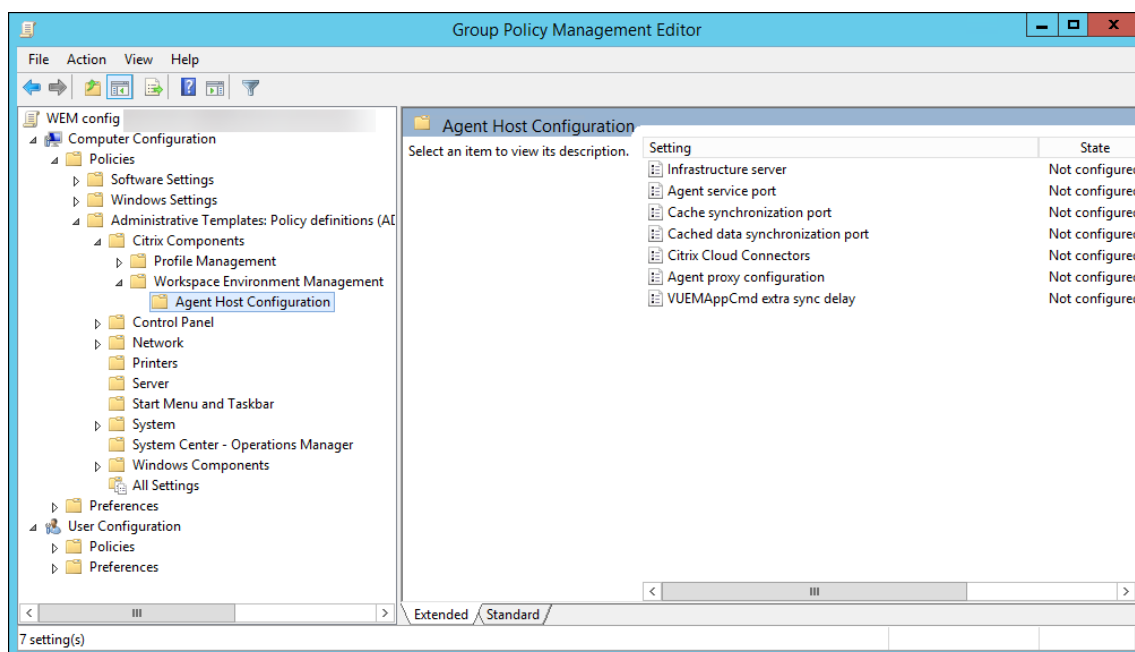 Group Policy Management Editor
File Action View Help
WEM config
Computer Configuration
Policies
Software Settings
Windows Settings
Administrative Templates: Policy definitions (AD
Citrix Components
Profile Management
Workspace Environment Management
Agent Host Configuration
Control Panel
Network
Printers
Server
Start Menu and Taskbar
System
System Center - Operations Manager
Windows Components
All Settings
Preferences
User Configuration
Policies
Preferences
Agent Host Configuration
Select an item to view its description.
Setting State
Infrastructure server Not configured
Agent service port Not configured
Cache synchronization port Not configured
Cached data synchronization port Not configured
Citrix Cloud Connectors Not configured
Agent proxy configuration Not configured
VUEMAppCmd extra sync delay Not configured
Extended Standard
7 setting(s)